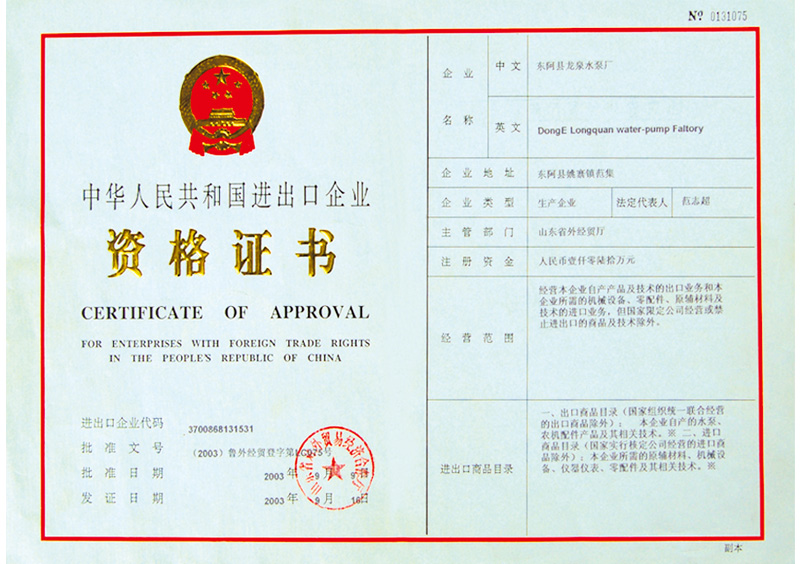 № 0131075
中华人民共和国进出口企业
资格证书
CERTIFICATE OF APPROVAL
FOR ENTERPRISES WITH FOREIGN TRADE RIGHTS
IN THE PEOPLE'S REPUBLIC OF CHINA
进出口企业代码 3700868131531
批准文号 (2003)鲁外经贸登字第LC075号
批准日期 2003年 9月 9日
发证日期 2003年 9月 16日
企业名称
中文 东阿县龙泉水泵厂
英文 DongE Longquan water-pump Faltory
企业地址 东阿县姚寨镇范集
企业类型 生产企业 法定代表人 范志超
主管部门 山东省外经贸厅
注册资金 人民币壹仟零陆拾万元
经营范围
经营本企业自产产品及技术的出口业务和本
企业所需的机械设备、零配件、原辅材料及
技术的进口业务，但国家限定公司经营或禁
止进出口的商品及技术除外。
进出口商品目录
一、出口商品目录（国家组织统一联合经营
的出口商品除外）： 本企业自产的水泵、
农机配件产品及其相关技术。※ 二、进口
商品目录（国家实行核定公司经营的进口商
品除外）：本企业所需的原辅材料、机械设
备、仪器仪表、零配件及其相关技术。※
副本